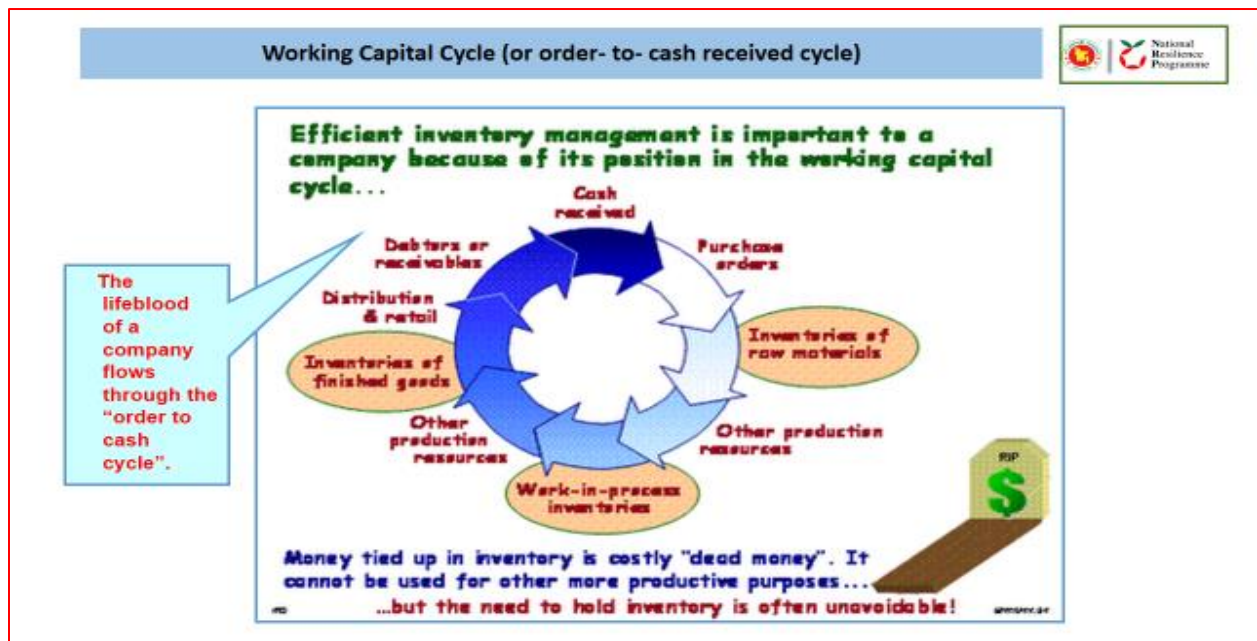 Working Capital Cycle (or order- to- cash received cycle)
National
Resilience
Programme
Efficient inventory management is important to a
company because of its position in the working capital
cycle...
Cash
received
Purchase
orders
Inventories of
raw materials
Other production
resources
Work-in-process
inventories
Other
production
resources
Inventories of
finished goods
Distribution
& retail
Debtors or
receivables
The
lifeblood
of a
company
flows
through the
“order to
cash
cycle”.
RIP
$
Money tied up in inventory is costly "dead money". It
cannot be used for other more productive purposes...
...but the need to hold inventory is often unavoidable!